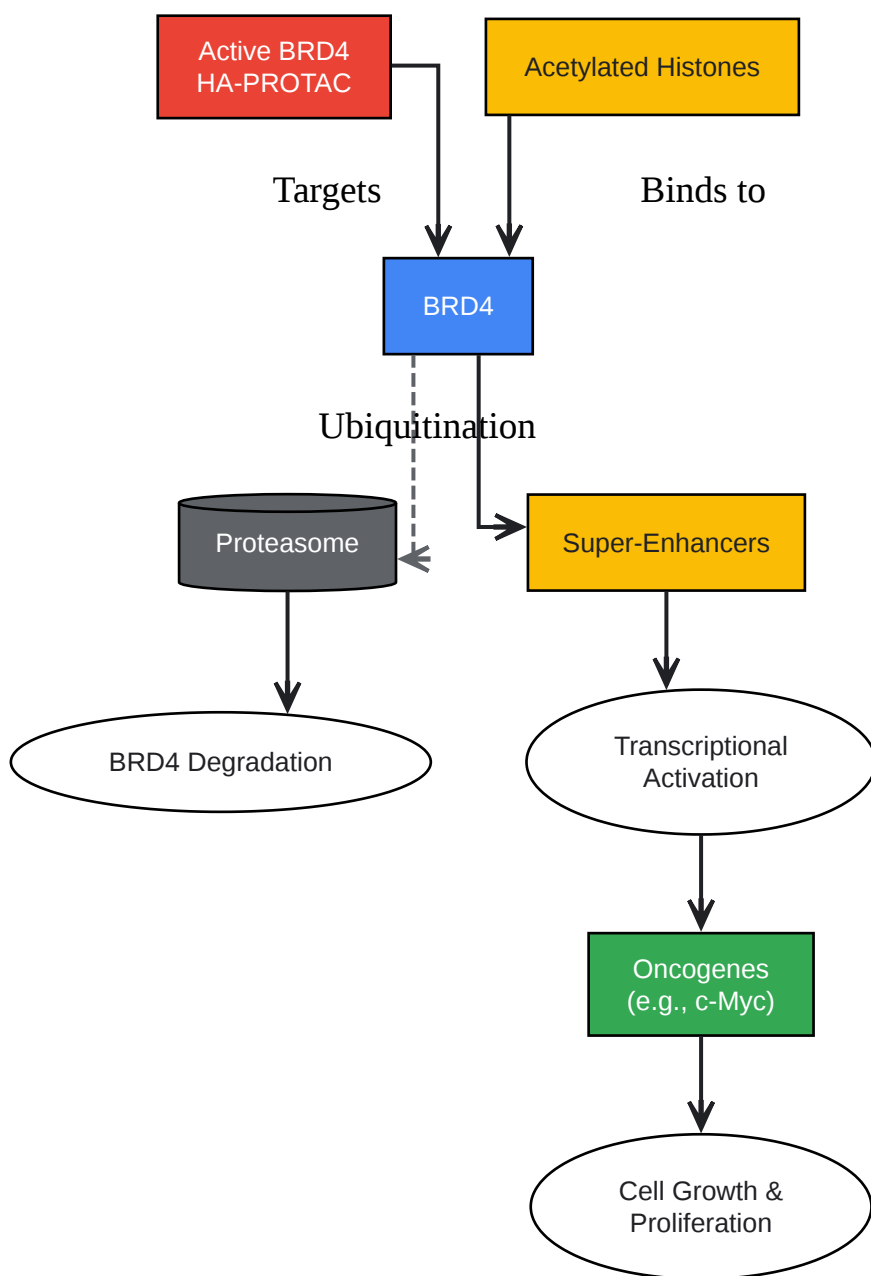 Active BRD4
HA-PROTAC
Acetylated Histones
Targets
Binds to
BRD4
Ubiquitination
Proteasome
Super-Enhancers
BRD4 Degradation
Transcriptional
Activation
Oncogenes
(e.g., c-Myc)
Cell Growth &
Proliferation